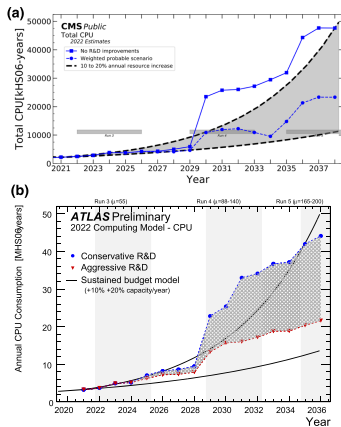 (a)
CMS Public
Total CPU
2022 Estimates
No R&D improvements
Weighted probable scenario
10 to 20% annual resource increase
Total CPU[kHS06-years]
50000
40000
30000
20000
10000
0
Run 3
2021 2023 2025 2027 2029 2031 2033 2035 2037
Year
(b)
Run 3 (μ=55) Run 4 (μ=88-140) Run 5 (μ=165-200)
ATLAS Preliminary
2022 Computing Model - CPU
Conservative R&D
Aggressive R&D
Sustained budget model
(+10% +20% capacity/year)
Annual CPU Consumption [MHS06years]
50
40
30
20
10
0
2020 2022 2024 2026 2028 2030 2032 2034 2036
Year